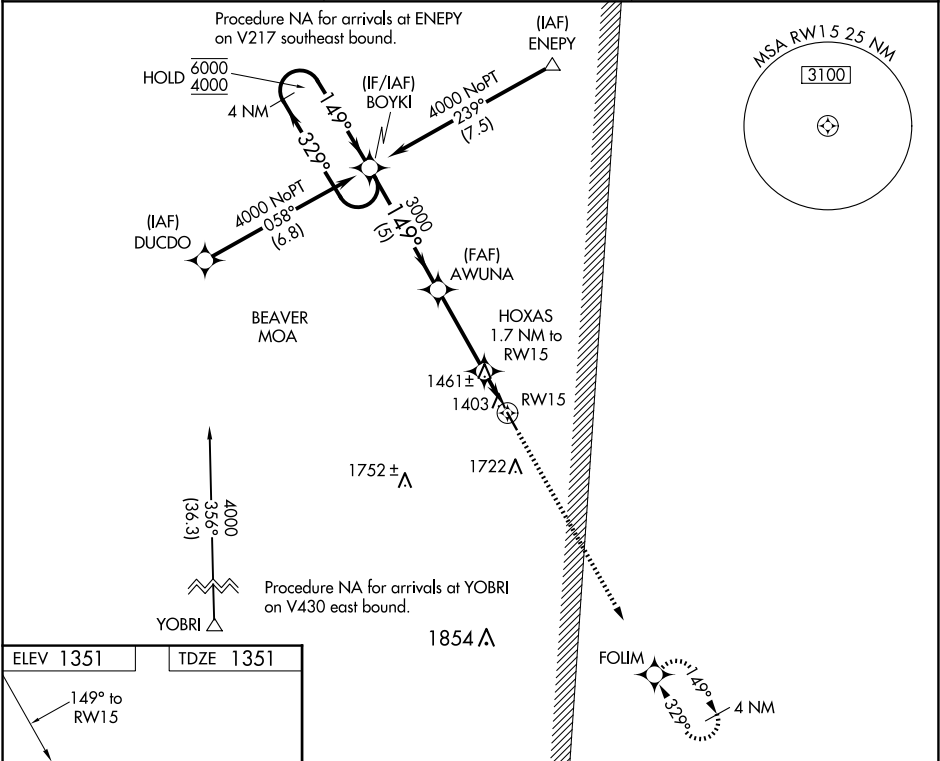 Procedure NA for arrivals at ENEPY
on V217 southeast bound.
(IAF)
ENEPY
MSA RW15 25 NM
3100
HOLD
6000
4000
4 NM
149°
329°
(IF/IAF)
BOYKI
4000 NoPT
239°
(7.5)
4000 NoPT
058°
(6.8)
(IAF)
DUCDO
3000
149°
(5)
(FAF)
AWUNA
BEAVER
MOA
HOXAS
1.7 NM to
RW15
1461±
1403
RW15
1752 ±
1722
4000
356°
(36.3)
Procedure NA for arrivals at YOBRI
on V430 east bound.
YOBRI
1854
FOLIM
149°
329°
4 NM
ELEV 1351
TDZE 1351
149° to
RW15